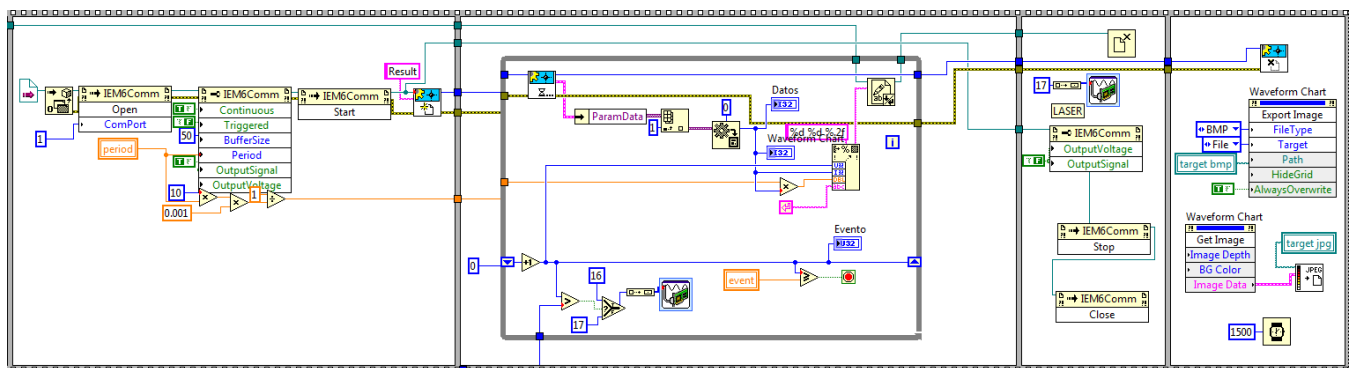 IEM6Comm
Open
ComPort
1
period
10
0.001
1
IEM6Comm
Continuous
Triggered
BufferSize
Period
OutputSignal
OutputVoltage
T F
50
T F
IEM6Comm
Start
Result
ParamData
1
0
Datos
I32
Waveform Chart
I32
%d %d-%.2f
i
0
+1
16
17
Evento
U32
event
17
LASER
IEM6Comm
OutputVoltage
OutputSignal
T F
IEM6Comm
Stop
IEM6Comm
Close
Waveform Chart
Export Image
FileType
Target
Path
HideGrid
AlwaysOverwrite
BMP
File
target bmp
T F
Waveform Chart
Get Image
Image Depth
BG Color
Image Data
target jpg
JPEG
1500